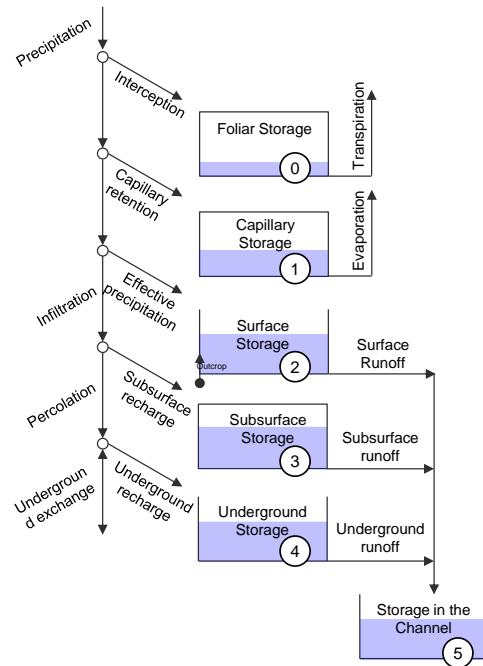 Precipitation
Interception
Foliar Storage
0
Transpiration
Capillary
retention
Capillary
Storage
1
Evaporation
Infiltration
Effective
precipitation
Surface
Storage
2
Outcrop
Surface
Runoff
Percolation
Subsurface
recharge
Subsurface
Storage
3
Subsurface
runoff
Undergroun
d exchange
Underground
recharge
Underground
Storage
4
Underground
runoff
Storage in the
Channel
5